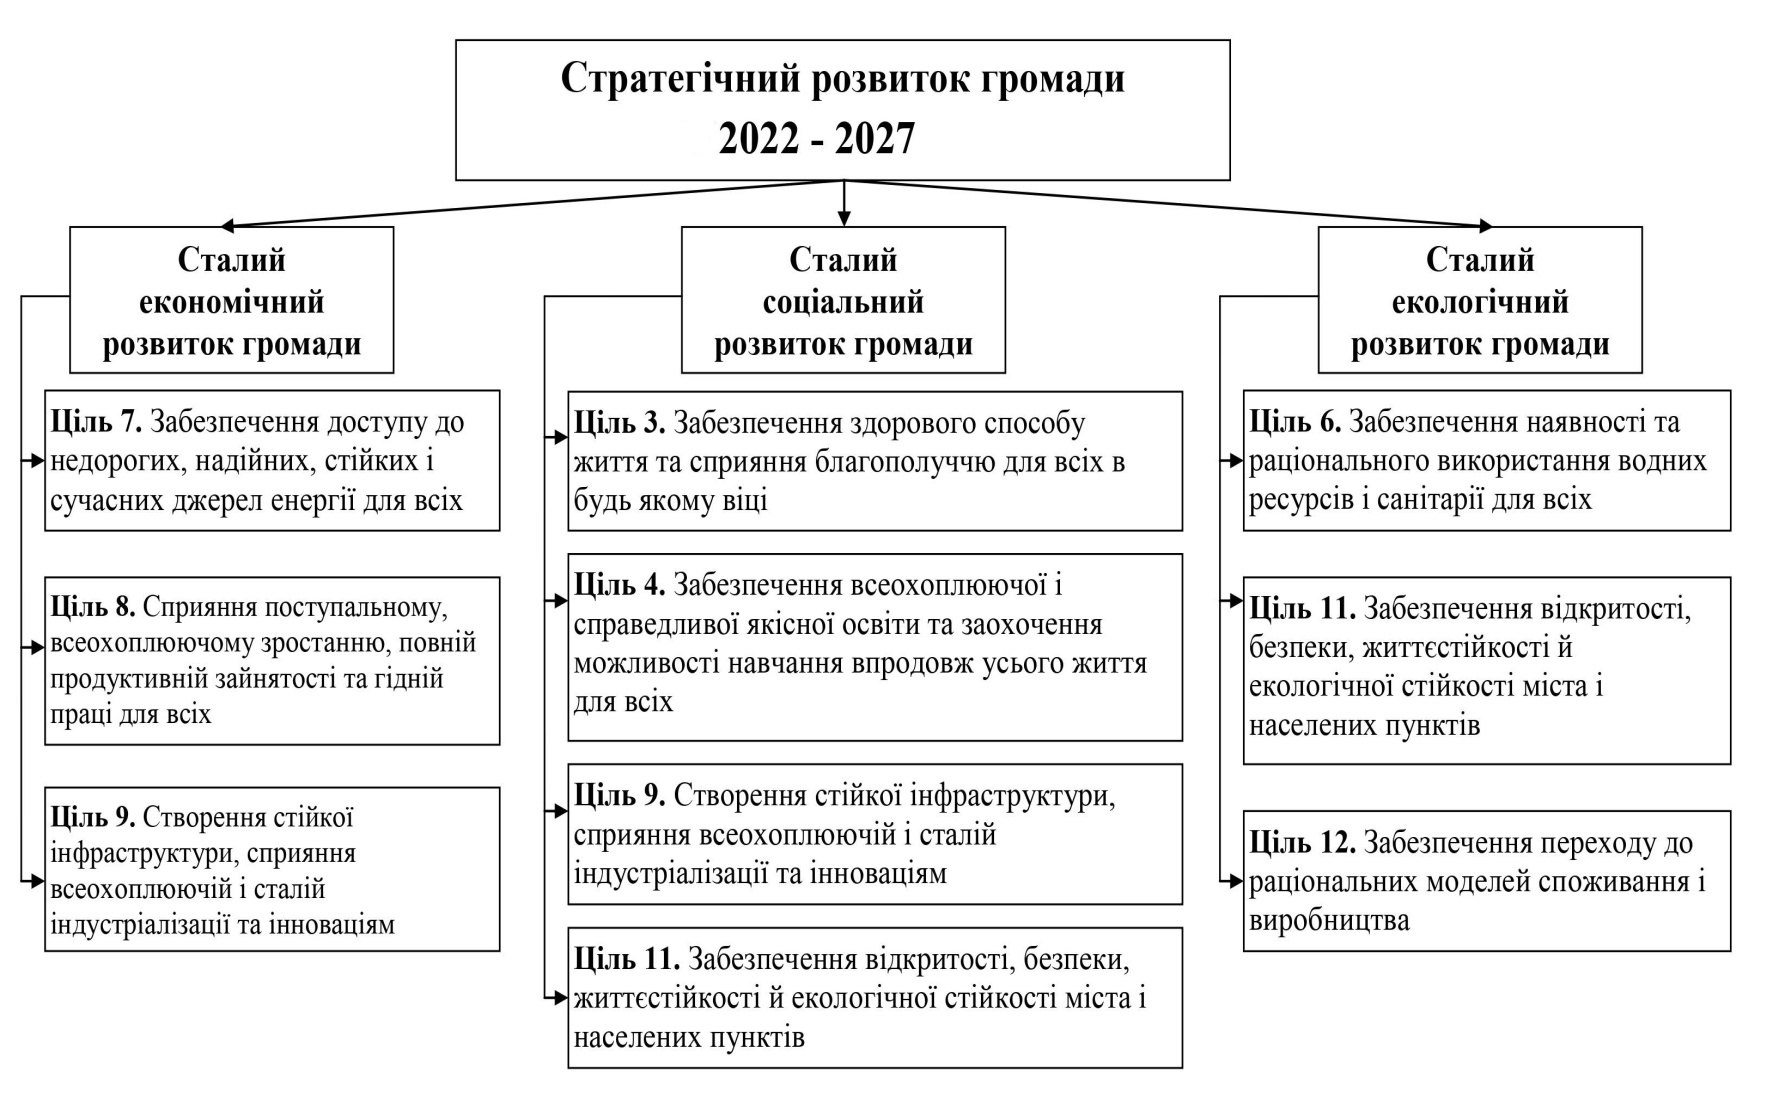 Стратегічний розвиток громади
2022 - 2027
Сталий
економічний
розвиток громади
Ціль 7. Забезпечення доступу до
недорогих, надійних, стійких і
сучасних джерел енергії для всіх
Ціль 8. Сприяння поступальному,
всеохоплюючому зростанню, повній
продуктивній зайнятості та гідній
праці для всіх
Ціль 9. Створення стійкої
інфраструктури, сприяння
всеохоплюючій і сталій
індустріалізації та інноваціям
Сталий
соціальний
розвиток громади
Ціль 3. Забезпечення здорового способу
життя та сприяння благополуччю для всіх в
будь якому віці
Ціль 4. Забезпечення всеохоплюючої і
справедливої якісної освіти та заохочення
можливості навчання впродовж усього життя
для всіх
Ціль 9. Створення стійкої інфраструктури,
сприяння всеохоплюючій і сталій
індустріалізації та інноваціям
Ціль 11. Забезпечення відкритості, безпеки,
життєстійкості й екологічної стійкості міста і
населених пунктів
Сталий
екологічний
розвиток громади
Ціль 6. Забезпечення наявності та
раціонального використання водних
ресурсів і санітарії для всіх
Ціль 11. Забезпечення відкритості,
безпеки, життєстійкості й
екологічної стійкості міста і
населених пунктів
Ціль 12. Забезпечення переходу до
раціональних моделей споживання і
виробництва